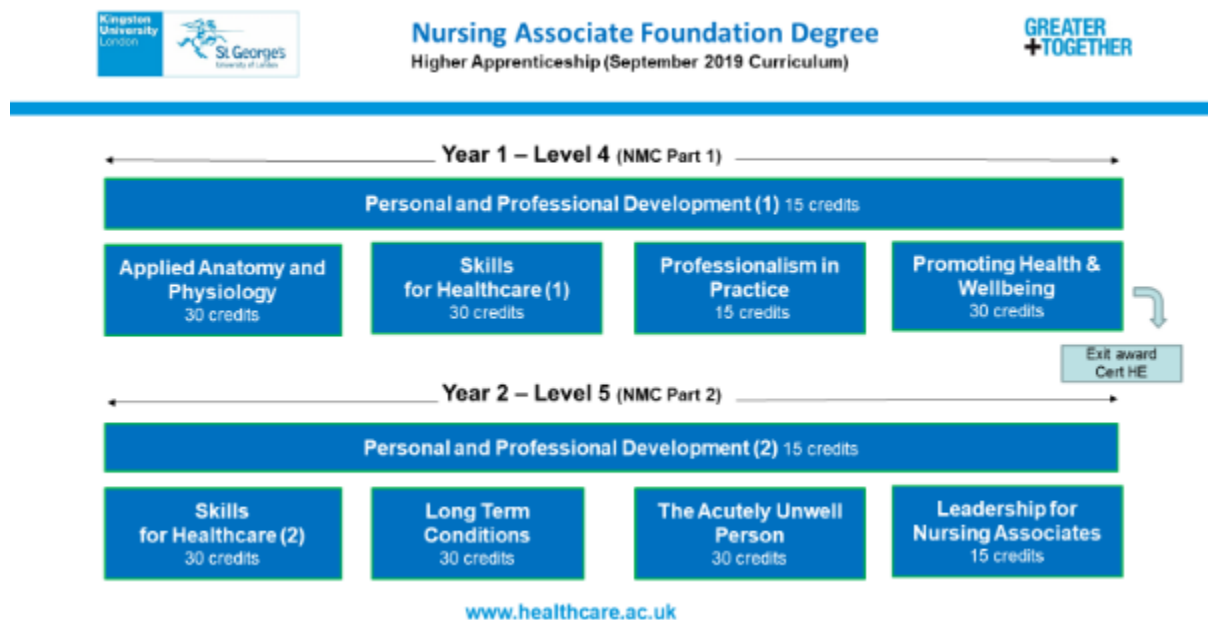 Kingston
University
London
St George's
University of London
Nursing Associate Foundation Degree
Higher Apprenticeship (September 2019 Curriculum)
GREATER
+TOGETHER
Year 1 – Level 4 (NMC Part 1)
Personal and Professional Development (1) 15 credits
Applied Anatomy and
Physiology
30 credits
Skills
for Healthcare (1)
30 credits
Professionalism in
Practice
15 credits
Promoting Health &
Wellbeing
30 credits
Exit award
Cert HE
Year 2 – Level 5 (NMC Part 2)
Personal and Professional Development (2) 15 credits
Skills
for Healthcare (2)
30 credits
Long Term
Conditions
30 credits
The Acutely Unwell
Person
30 credits
Leadership for
Nursing Associates
15 credits
www.healthcare.ac.uk